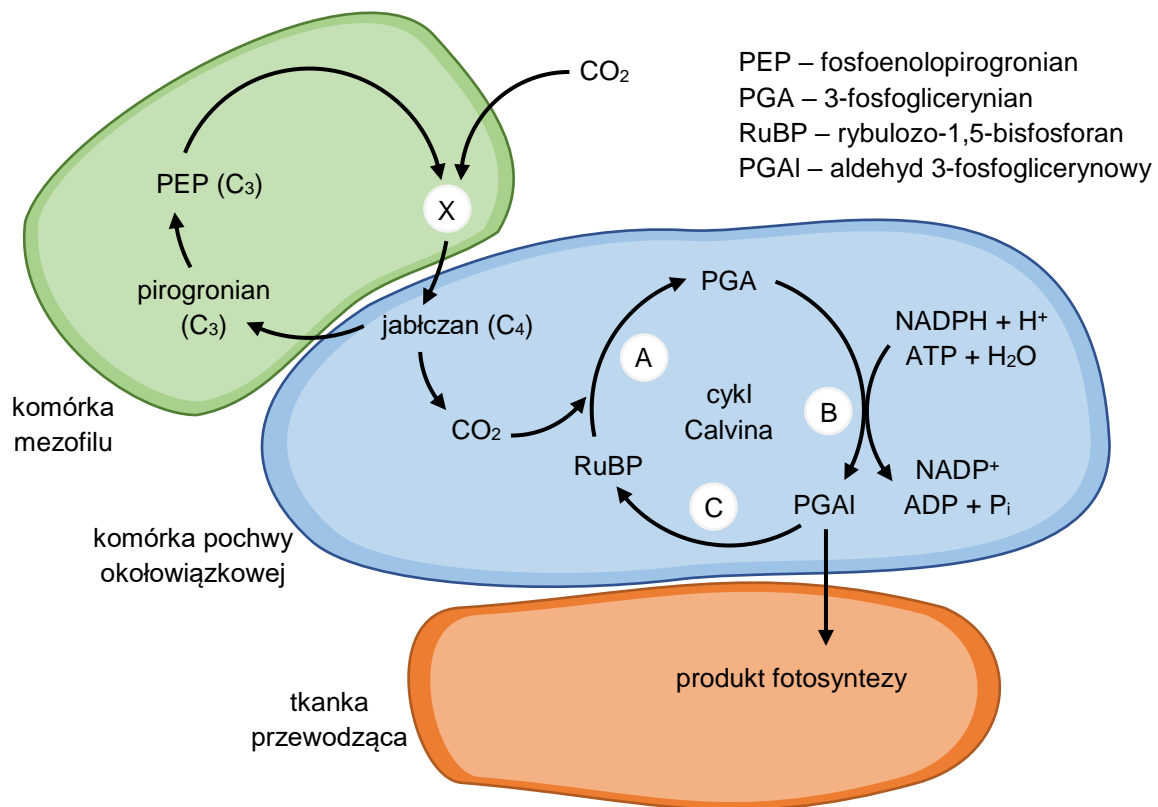 CO₂
PEP – fosfoenolopirogronian
PGA – 3-fosfoglicerynian
RuBP – rybulozo-1,5-bisfosforan
PGAl – aldehyd 3-fosfoglicerynowy
PEP (C₃)
X
pirogronian
(C₃)
jabłczan (C₄)
PGA
NADPH + H⁺
ATP + H₂O
A
cykl
Calvina
B
CO₂
RuBP
NADP⁺
ADP + Pᵢ
C
PGAl
komórka
mezofilu
komórka pochwy
okołowiązkowej
produkt fotosyntezy
tkanka
przewodząca